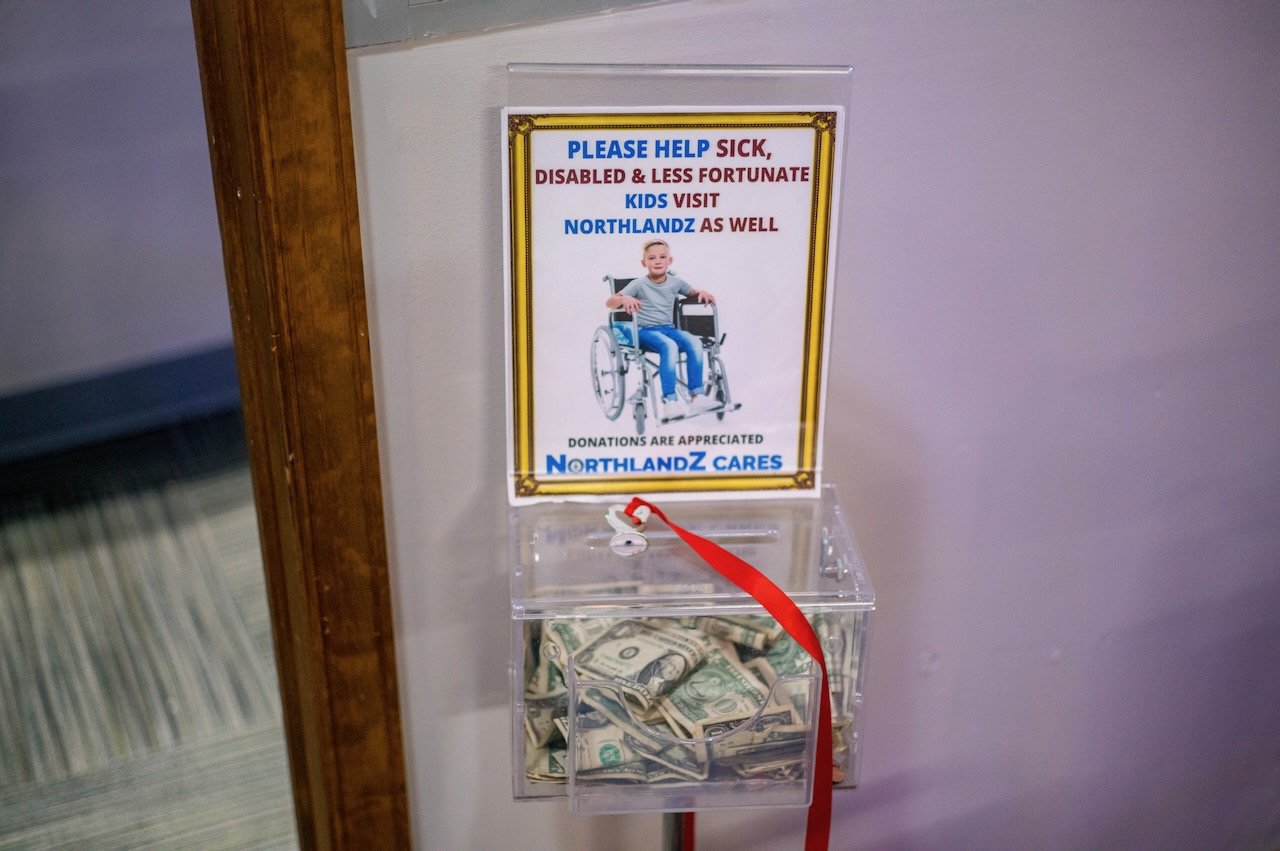 PLEASE HELP SICK,
DISABLED & LESS FORTUNATE
KIDS VISIT
NORTHLANDZ AS WELL
DONATIONS ARE APPRECIATED
NORTHLANDZ CARES